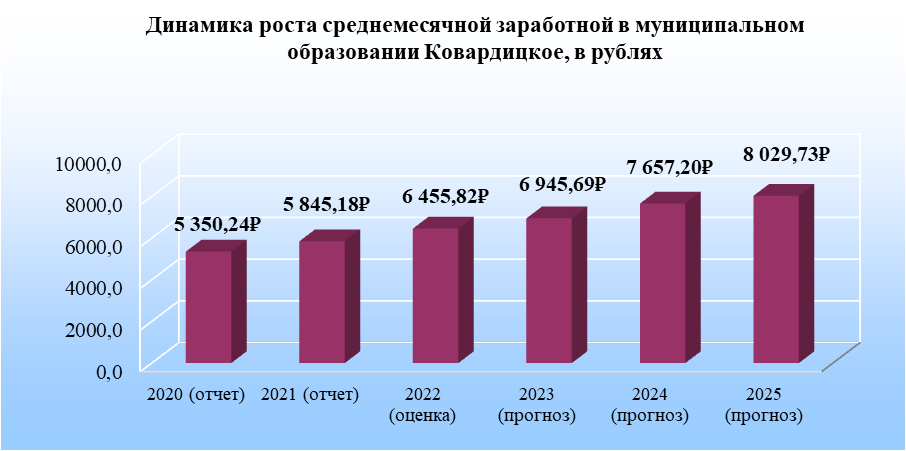 Динамика роста среднемесячной заработной в муниципальном
образовании Ковардицкое, в рублях
10000,0
8000,0
6000,0
4000,0
2000,0
0,0
5 350,24₽
5 845,18₽
6 455,82₽
6 945,69₽
7 657,20₽
8 029,73₽
2020 (отчет)
2021 (отчет)
2022
(оценка)
2023
(прогноз)
2024
(прогноз)
2025
(прогноз)